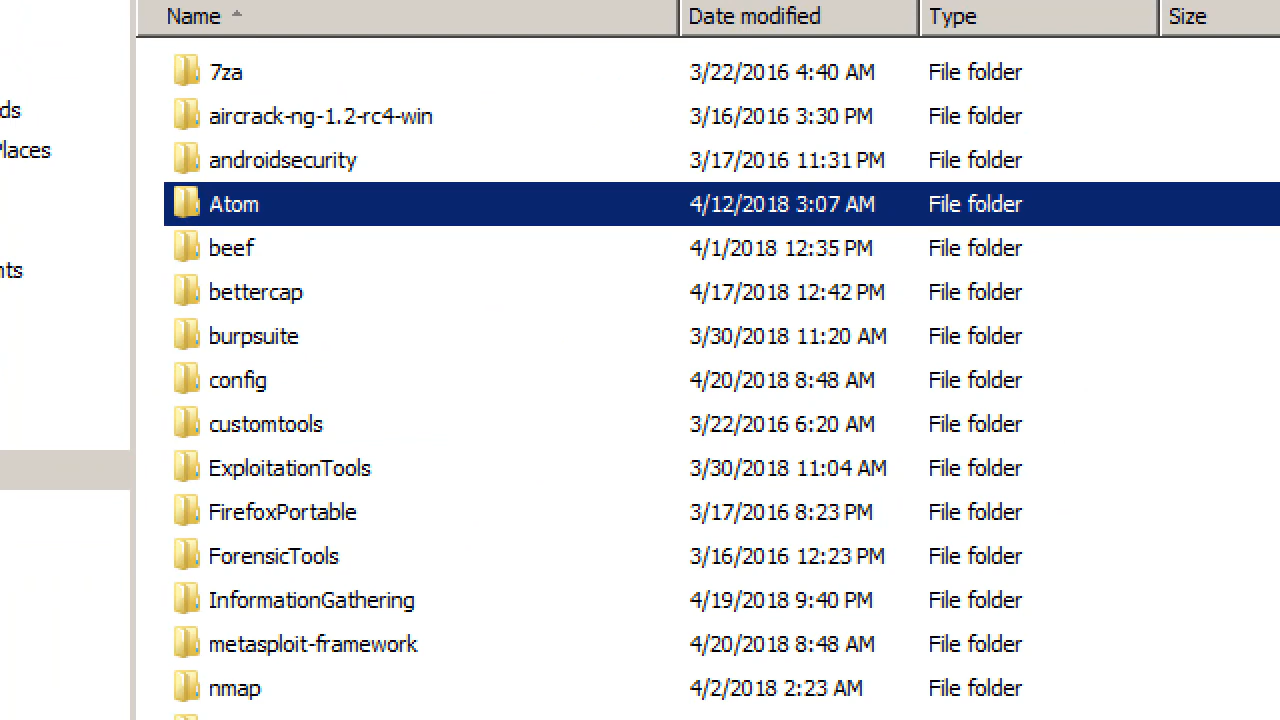 Name Date modified Type Size
7za 3/22/2016 4:40 AM File folder
ds
aircrack-ng-1.2-rc4-win 3/16/2016 3:30 PM File folder
Places
androidsecurity 3/17/2016 11:31 PM File folder
Atom 4/12/2018 3:07 AM File folder
beef 4/1/2018 12:35 PM File folder
nts
bettercap 4/17/2018 12:42 PM File folder
burpsuite 3/30/2018 11:20 AM File folder
config 4/20/2018 8:48 AM File folder
customtools 3/22/2016 6:20 AM File folder
ExploitationTools 3/30/2018 11:04 AM File folder
FirefoxPortable 3/17/2016 8:23 PM File folder
ForensicTools 3/16/2016 12:23 PM File folder
InformationGathering 4/19/2018 9:40 PM File folder
metasploit-framework 4/20/2018 8:48 AM File folder
nmap 4/2/2018 2:23 AM File folder